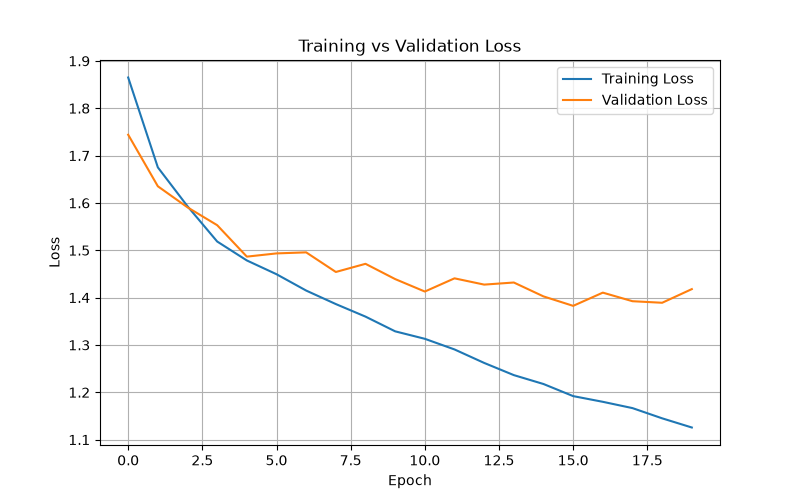 Training vs Validation Loss
Training Loss
Validation Loss
1.9
1.8
1.7
1.6
1.5
1.4
1.3
1.2
1.1
Loss
0.0 2.5 5.0 7.5 10.0 12.5 15.0 17.5
Epoch